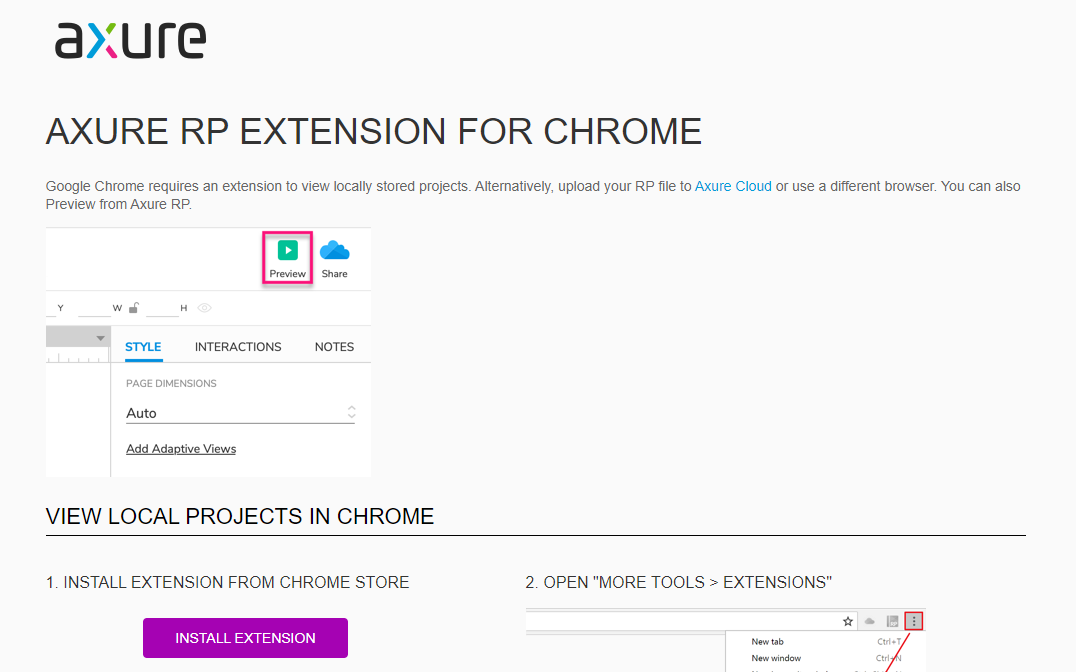 axure
AXURE RP EXTENSION FOR CHROME
Google Chrome requires an extension to view locally stored projects. Alternatively, upload your RP file to Axure Cloud or use a different browser. You can also
Preview from Axure RP.
Preview Share
Y W H
STYLE INTERACTIONS NOTES
PAGE DIMENSIONS
Auto
Add Adaptive Views
VIEW LOCAL PROJECTS IN CHROME
1. INSTALL EXTENSION FROM CHROME STORE
2. OPEN "MORE TOOLS > EXTENSIONS"
INSTALL EXTENSION
New tab Ctrl+T
New window Ctrl+N